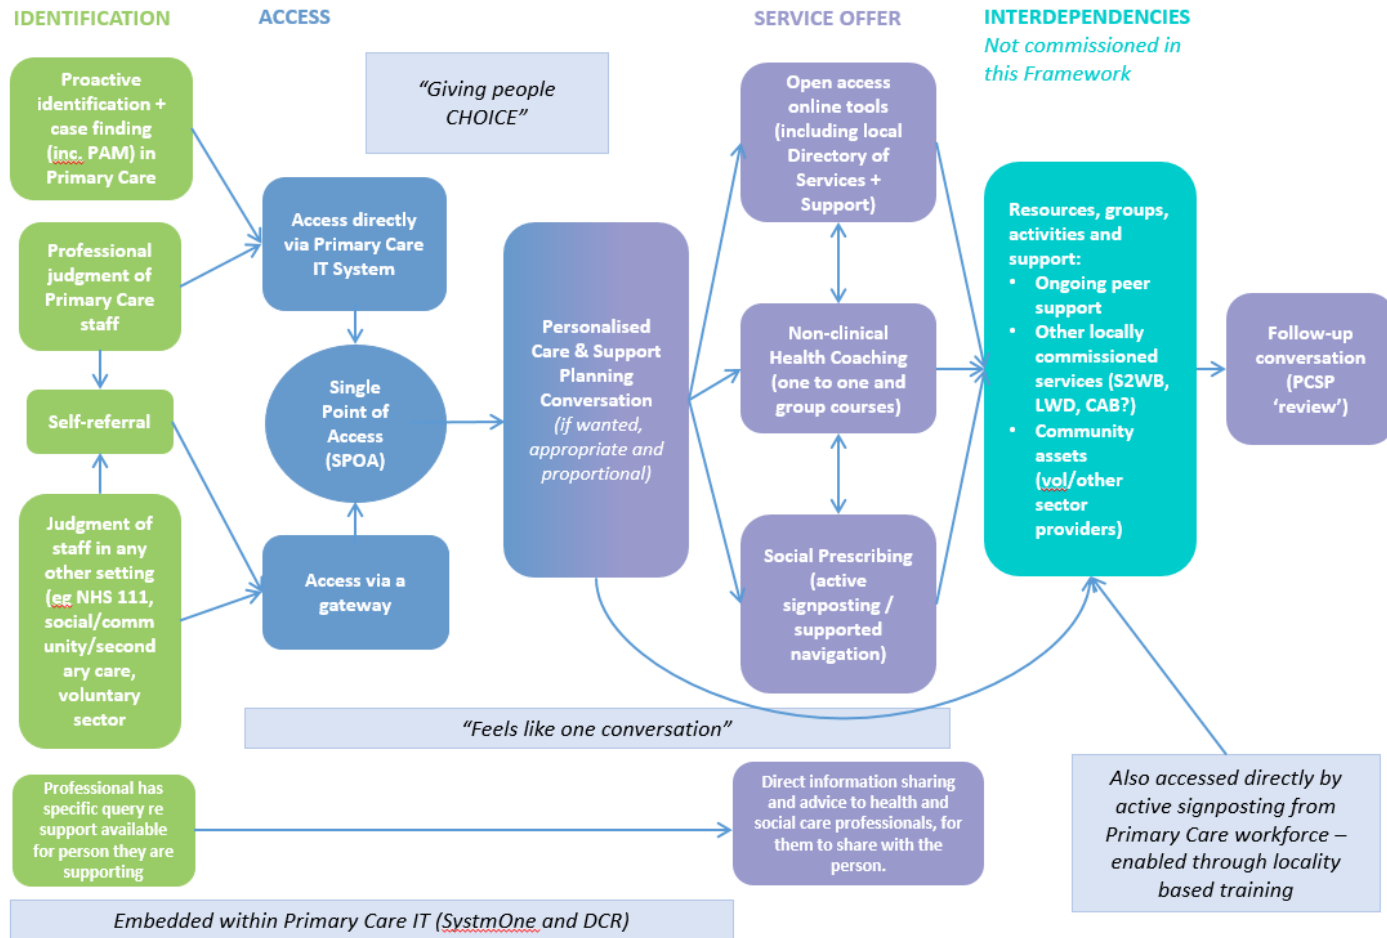 IDENTIFICATION
ACCESS
SERVICE OFFER
INTERDEPENDENCIES
Not commissioned in
this Framework
Proactive
identification +
case finding
(inc. PAM) in
Primary Care
Professional
judgment of
Primary Care
staff
Self-referral
Judgment of
staff in any
other setting
(eg NHS 111,
social/comm
unity/second
ary care,
voluntary
sector
“Giving people
CHOICE”
Access directly
via Primary Care
IT System
Single
Point of
Access
(SPOA)
Access via a
gateway
Personalised
Care & Support
Planning
Conversation
(if wanted,
appropriate and
proportional)
Open access
online tools
(including local
Directory of
Services +
Support)
Non-clinical
Health Coaching
(one to one and
group courses)
Social Prescribing
(active
signposting /
supported
navigation)
Resources, groups,
activities and
support:
• Ongoing peer
support
• Other locally
commissioned
services (S2WB,
LWD, CAB?)
• Community
assets
(vol/other
sector
providers)
Follow-up
conversation
(PCSP
‘review’)
“Feels like one conversation”
Professional has
specific query re
support available
for person they are
supporting
Direct information sharing
and advice to health and
social care professionals, for
them to share with the
person.
Also accessed directly by
active signposting from
Primary Care workforce –
enabled through locality
based training
Embedded within Primary Care IT (SystmOne and DCR)